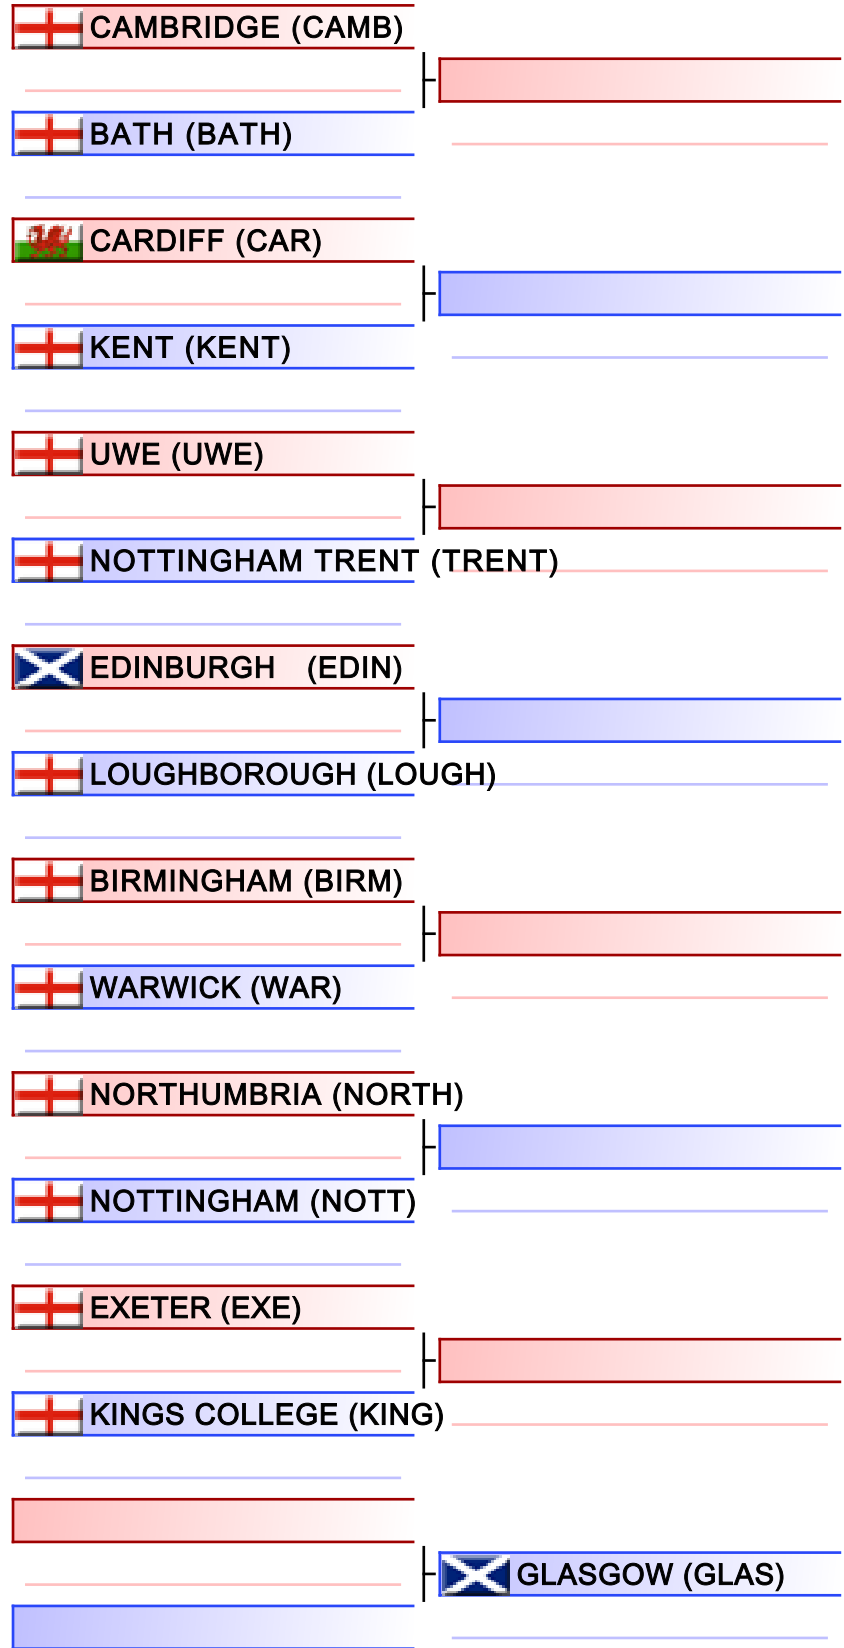 CAMBRIDGE (CAMB)
BATH (BATH)
CARDIFF (CAR)
KENT (KENT)
UWE (UWE)
NOTTINGHAM TRENT (TRENT)
EDINBURGH (EDIN)
LOUGHBOROUGH (LOUGH)
BIRMINGHAM (BIRM)
WARWICK (WAR)
NORTHUMBRIA (NORTH)
NOTTINGHAM (NOTT)
EXETER (EXE)
KINGS COLLEGE (KING)
GLASGOW (GLAS)